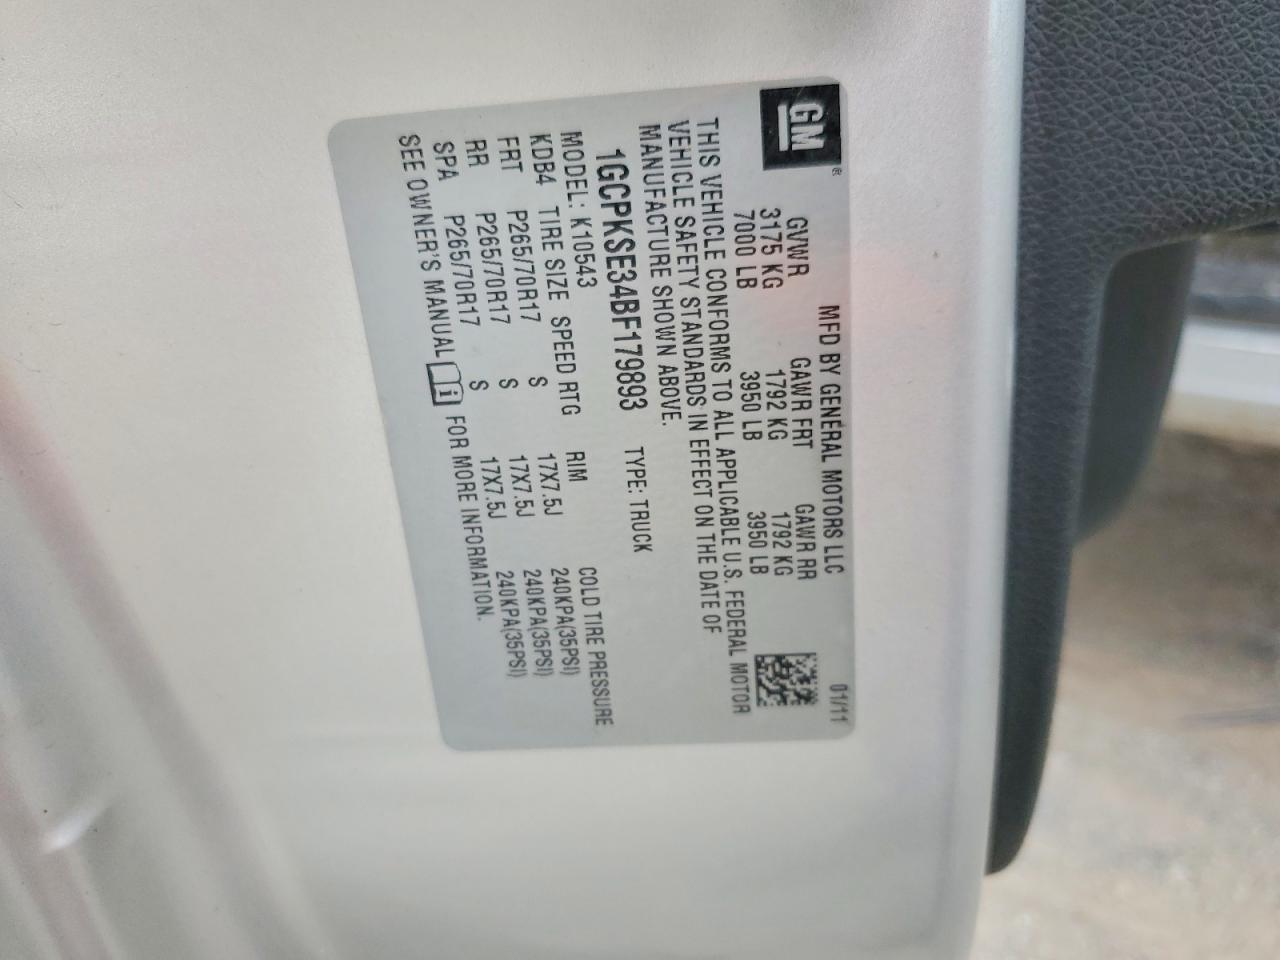 GM
MFD BY GENERAL MOTORS LLC 01/11
GVWR GAWR FRT GAWR RR
3175 KG 1792 KG 1792 KG
7000 LB 3950 LB 3950 LB
THIS VEHICLE CONFORMS TO ALL APPLICABLE U.S. FEDERAL MOTOR
VEHICLE SAFETY STANDARDS IN EFFECT ON THE DATE OF
MANUFACTURE SHOWN ABOVE.
1GCPKSE34BF179893 TYPE: TRUCK
MODEL: K10543
KDB4 TIRE SIZE SPEED RTG RIM COLD TIRE PRESSURE
FRT P265/70R17 S 17X7.5J 240KPA(35PSI)
RR P265/70R17 S 17X7.5J 240KPA(35PSI)
SPA P265/70R17 S 17X7.5J 240KPA(35PSI)
SEE OWNER'S MANUAL i FOR MORE INFORMATION.